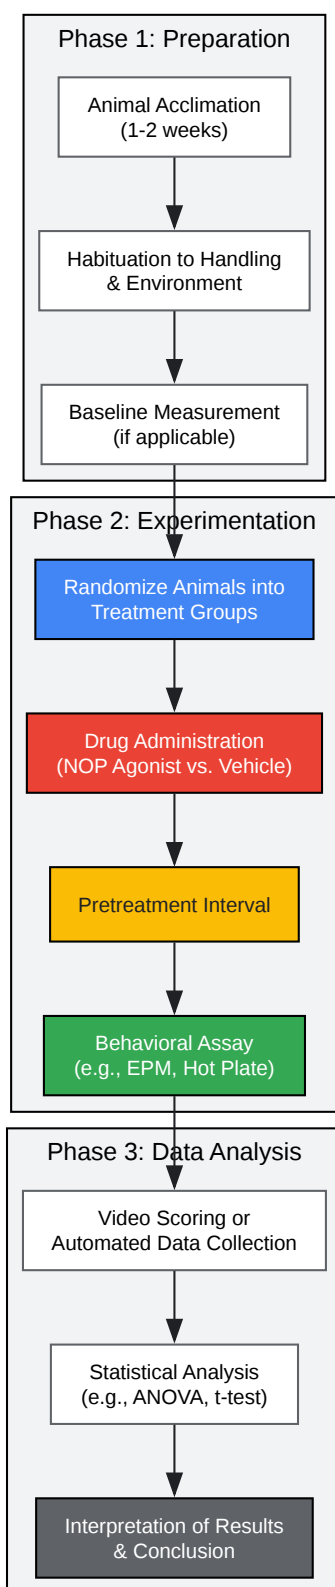 Phase 1: Preparation
Animal Acclimation
(1-2 weeks)
Habituation to Handling
& Environment
Baseline Measurement
(if applicable)
Phase 2: Experimentation
Randomize Animals into
Treatment Groups
Drug Administration
(NOP Agonist vs. Vehicle)
Pretreatment Interval
Behavioral Assay
(e.g., EPM, Hot Plate)
Phase 3: Data Analysis
Video Scoring or
Automated Data Collection
Statistical Analysis
(e.g., ANOVA, t-test)
Interpretation of Results
& Conclusion